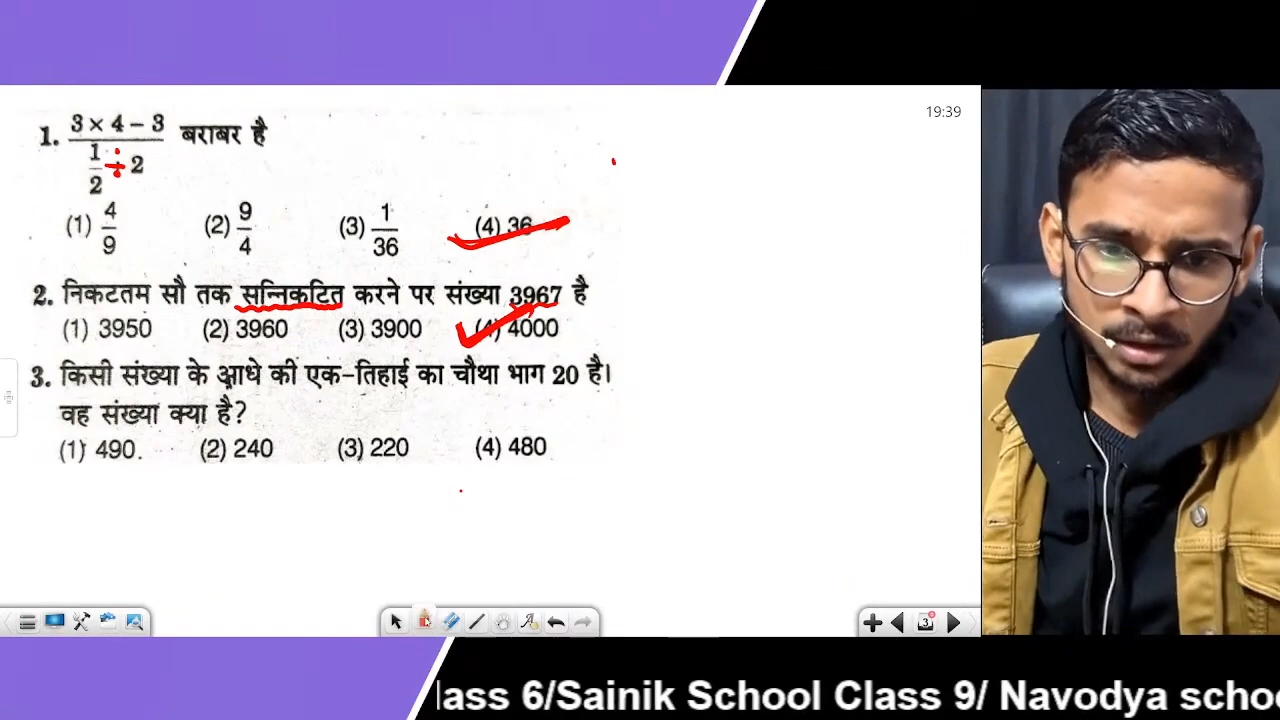 19:39
1. 3 × 4 – 3 / 1/2 ÷ 2 बराबर है
(1) 4/9 (2) 9/4 (3) 1/36 (4) 36
2. निकटतम सौ तक सन्निकटित करने पर संख्या 3967 है
(1) 3950 (2) 3960 (3) 3900 (4) 4000
3. किसी संख्या के आधे की एक-तिहाई का चौथा भाग 20 है।
वह संख्या क्या है?
(1) 490. (2) 240 (3) 220 (4) 480
3
lass 6/Sainik School Class 9/ Navodya schoo